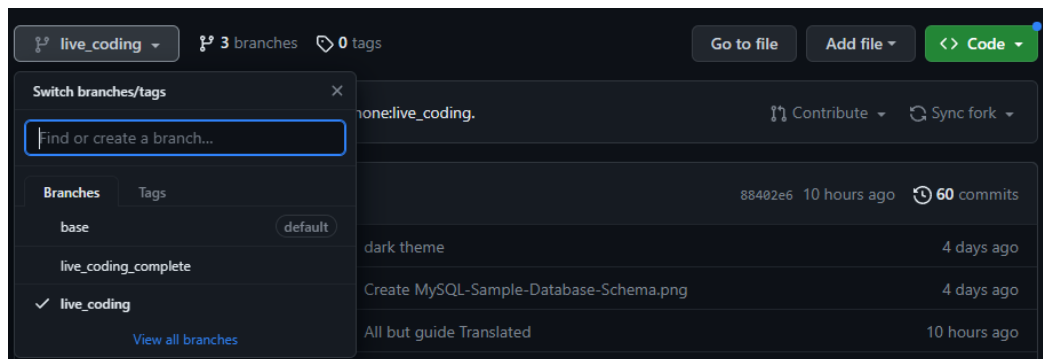 live_coding
3 branches
0 tags
Go to file
Add file
Code
Switch branches/tags
Find or create a branch...
Branches
Tags
base
default
live_coding_complete
live_coding
View all branches
:live_coding.
Contribute
Sync fork
88402e6 10 hours ago
60 commits
dark theme
4 days ago
Create MySQL-Sample-Database-Schema.png
4 days ago
All but guide Translated
10 hours ago